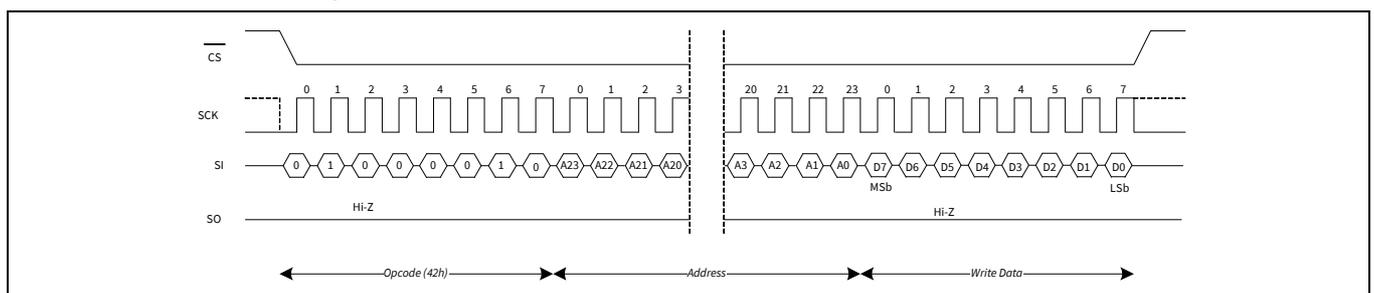 CS
0 1 2 3 4 5 6 7 0 1 2 3 20 21 22 23 0 1 2 3 4 5 6 7
SCK
SI 0 1 0 0 0 0 1 0 A23 A22 A21 A20 A3 A2 A1 A0 D7 D6 D5 D4 D3 D2 D1 D0
MSb LSb
Hi-Z Hi-Z
SO
Opcode (42h) Address Write Data